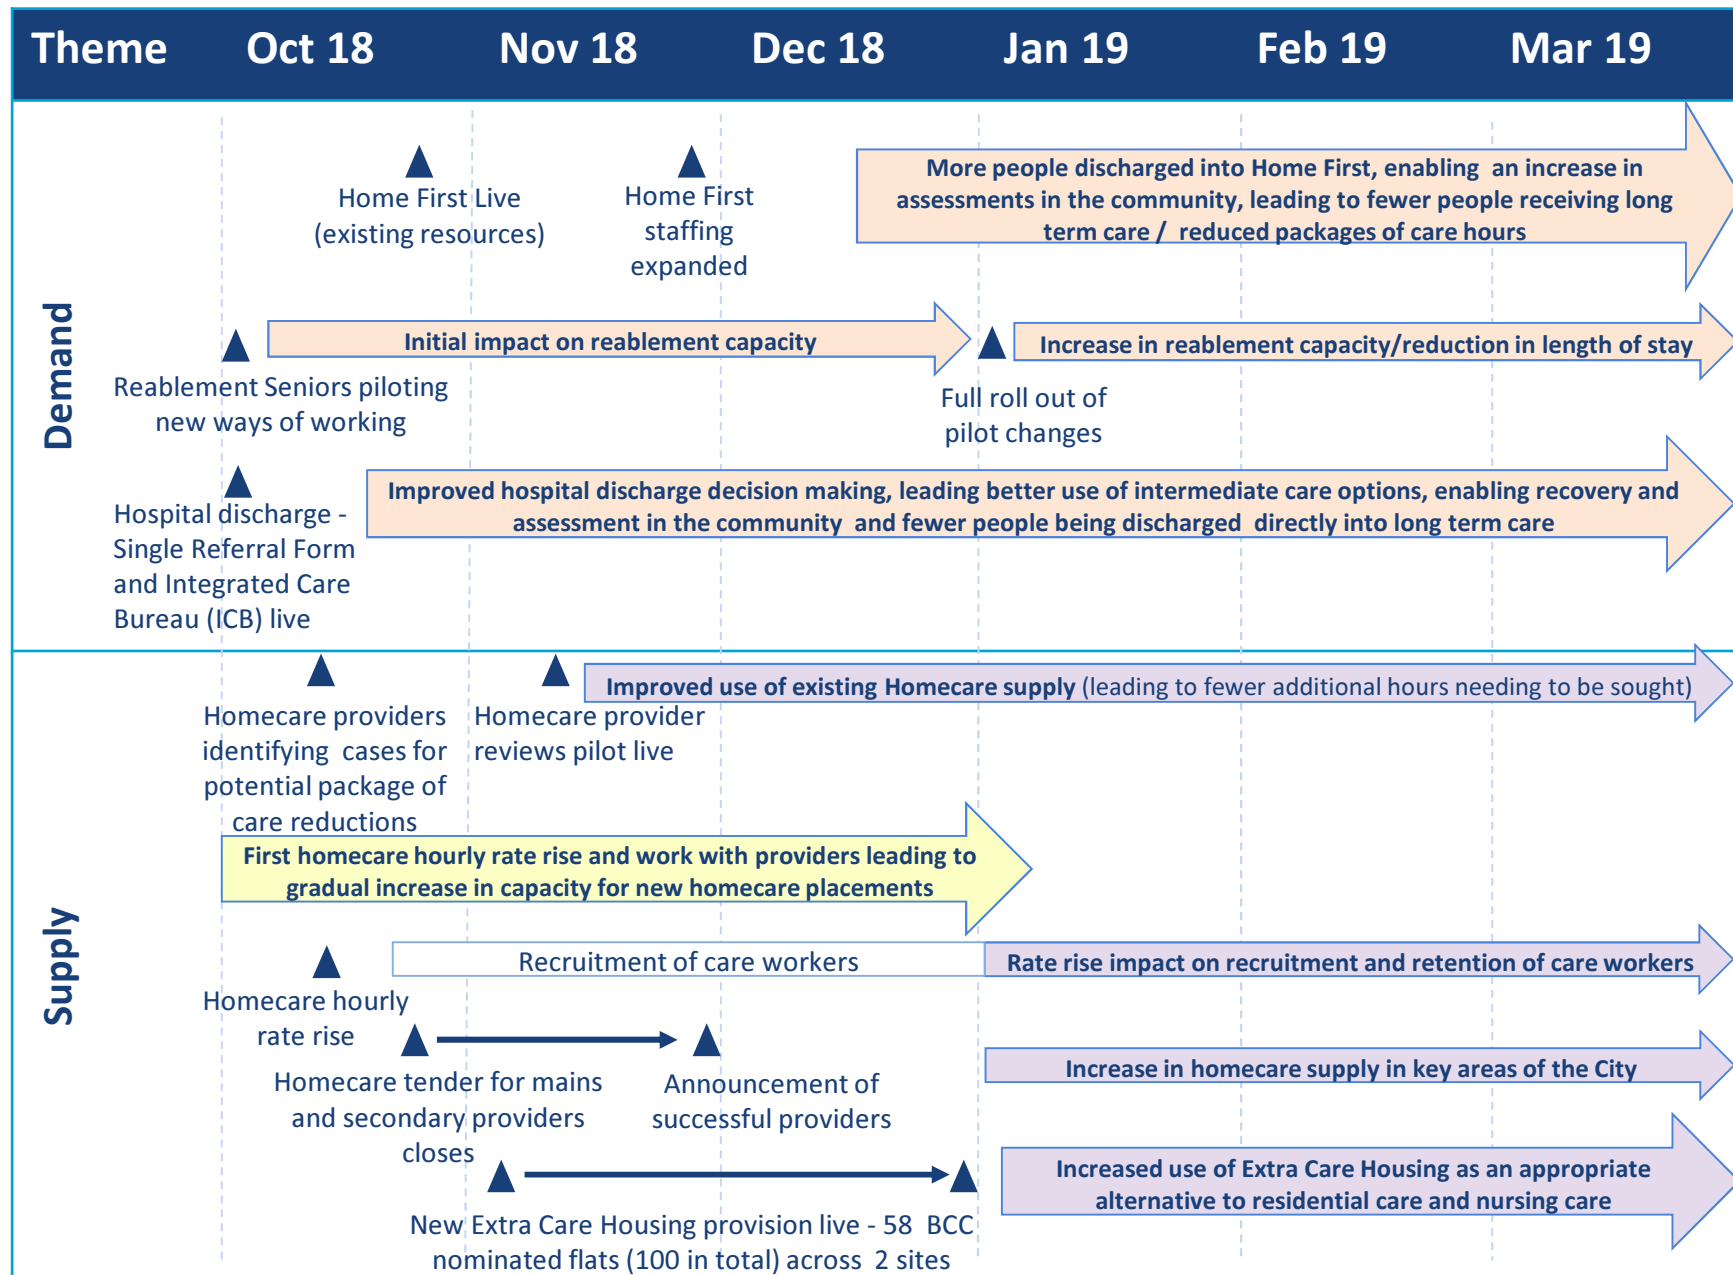 Theme Oct 18 Nov 18 Dec 18 Jan 19 Feb 19 Mar 19
Demand
Home First Live
(existing resources)
Home First
staffing
expanded
More people discharged into Home First, enabling an increase in
assessments in the community, leading to fewer people receiving long
term care / reduced packages of care hours
Initial impact on reablement capacity
Increase in reablement capacity/reduction in length of stay
Reablement Seniors piloting
new ways of working
Full roll out of
pilot changes
Improved hospital discharge decision making, leading better use of intermediate care options, enabling recovery and
assessment in the community and fewer people being discharged directly into long term care
Hospital discharge -
Single Referral Form
and Integrated Care
Bureau (ICB) live
Supply
Improved use of existing Homecare supply (leading to fewer additional hours needing to be sought)
Homecare providers
identifying cases for
potential package of
care reductions
Homecare provider
reviews pilot live
First homecare hourly rate rise and work with providers leading to
gradual increase in capacity for new homecare placements
Recruitment of care workers
Rate rise impact on recruitment and retention of care workers
Homecare hourly
rate rise
Homecare tender for mains
and secondary providers
closes
Announcement of
successful providers
Increase in homecare supply in key areas of the City
Increased use of Extra Care Housing as an appropriate
alternative to residential care and nursing care
New Extra Care Housing provision live - 58 BCC
nominated flats (100 in total) across 2 sites